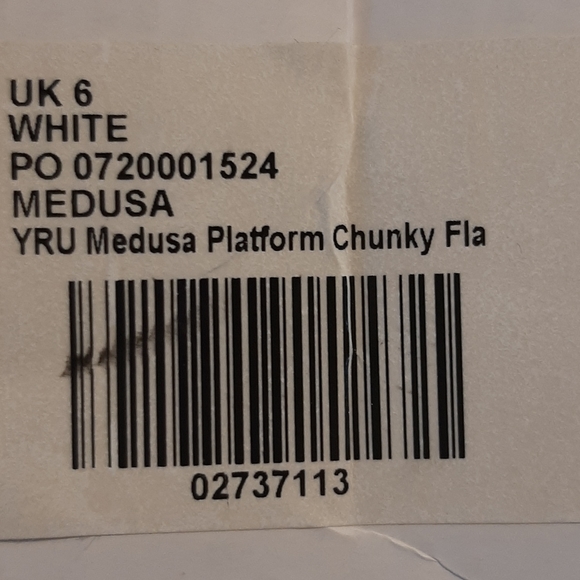 UK 6
WHITE
PO 0720001524
MEDUSA
YRU Medusa Platform Chunky Fla
02737113